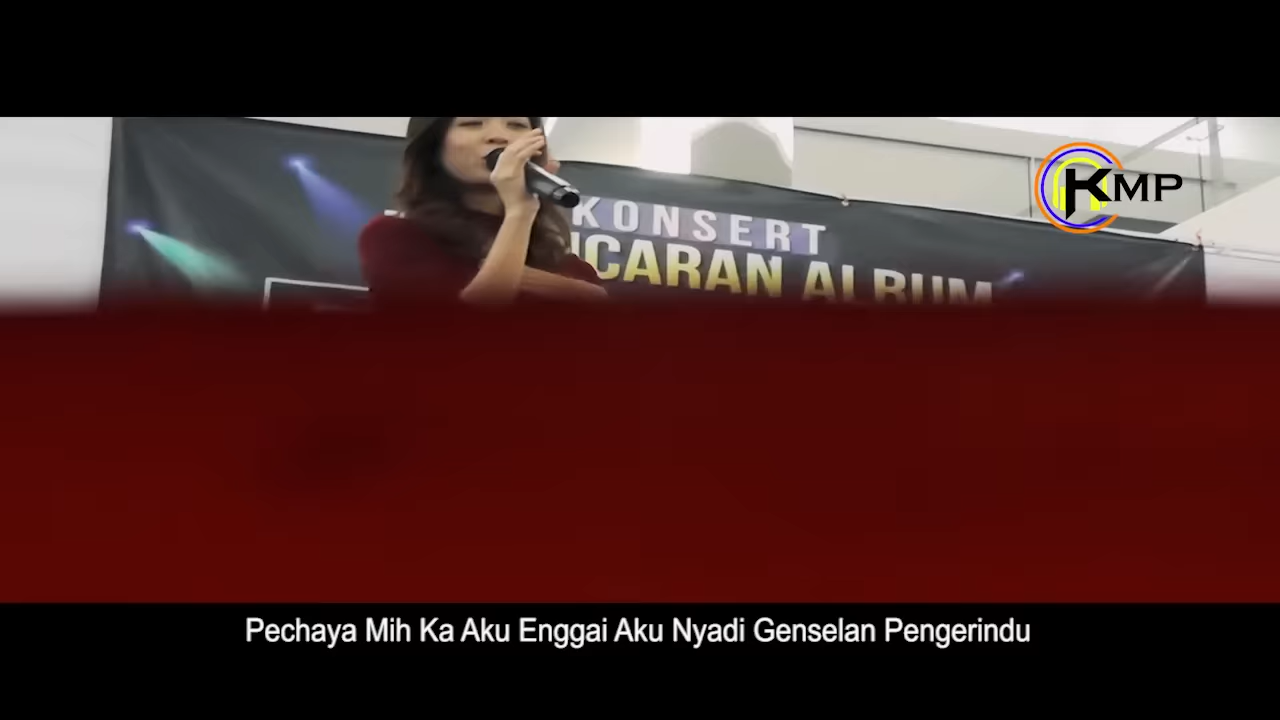 KMP
KONSERT
CARAN ALBUM
Pechaya Mih Ka Aku Enggai Aku Nyadi Genselan Pengerindu